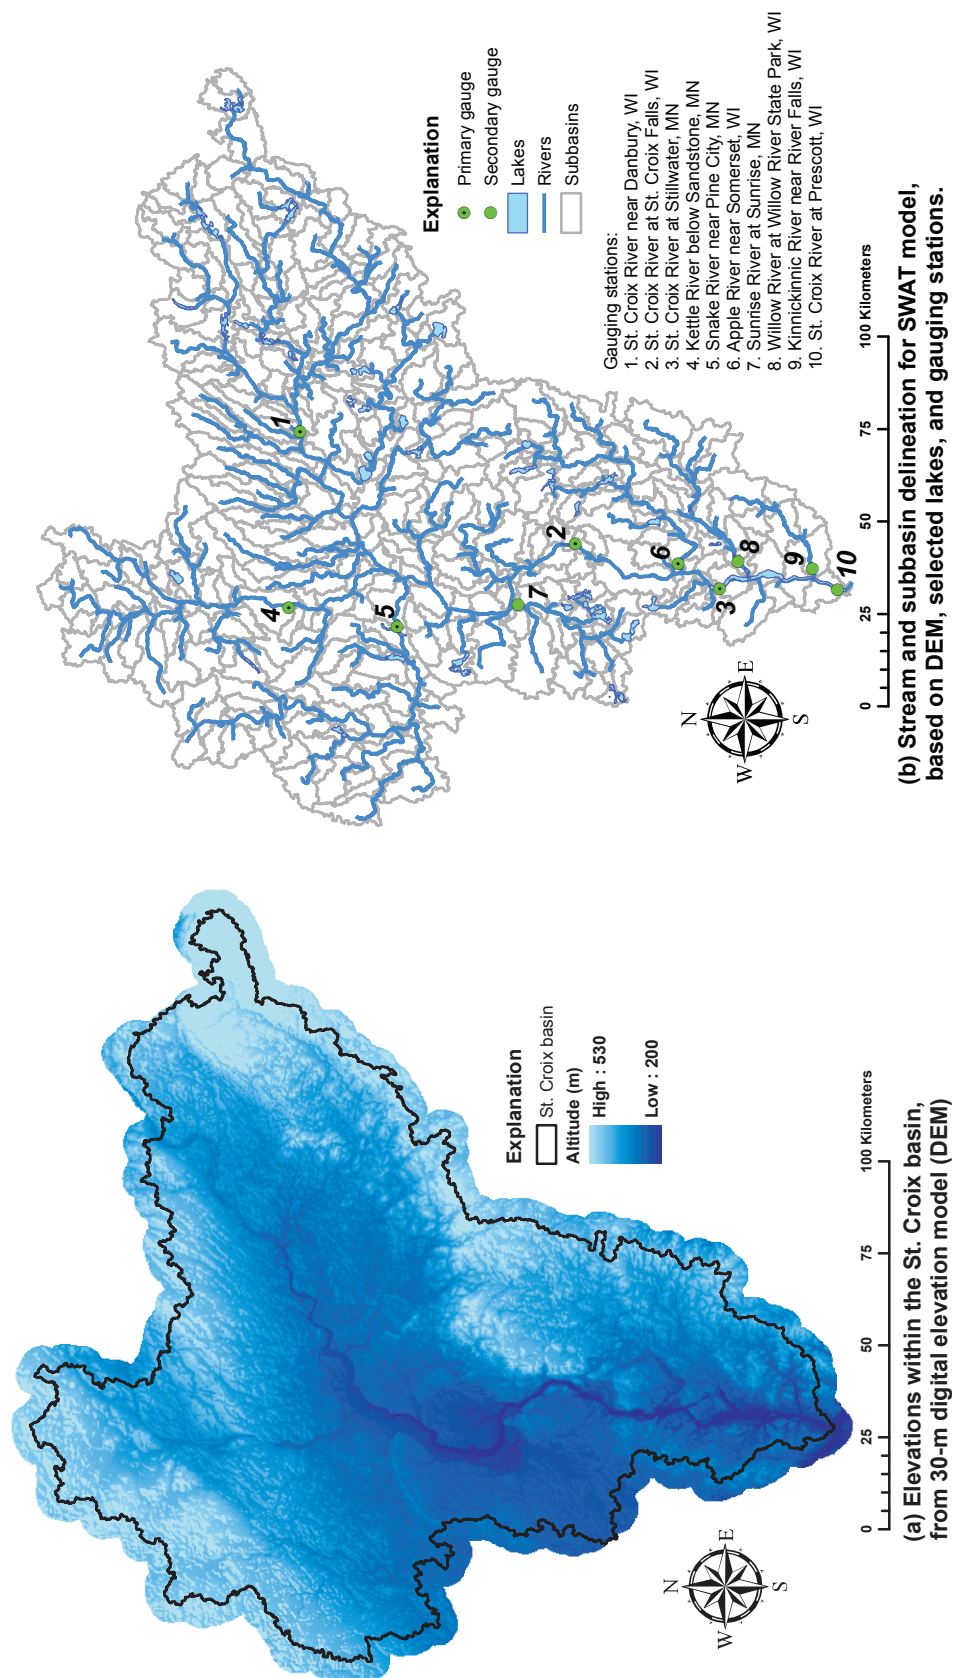 Explanation
St. Croix basin
Altitude (m)
High : 530
Low : 200
N
W
E
S
0
25
50
75
100 Kilometers
(a) Elevations within the St. Croix basin,
from 30-m digital elevation model (DEM)
1
2
3
4
5
6
7
8
9
10
Explanation
Primary gauge
Secondary gauge
Lakes
Rivers
Subbasins
Gauging stations:
1. St. Croix River near Danbury, WI
2. St. Croix River at St. Croix Falls, WI
3. St. Croix River at Stillwater, MN
4. Kettle River below Sandstone, MN
5. Snake River near Pine City, MN
6. Apple River near Somerset, WI
7. Sunrise River at Sunrise, MN
8. Willow River at Willow River State Park, WI
9. Kinnickinnic River near River Falls, WI
10. St. Croix River at Prescott, WI
N
W
E
S
0
25
50
75
100 Kilometers
(b) Stream and subbasin delineation for SWAT model,
based on DEM, selected lakes, and gauging stations.